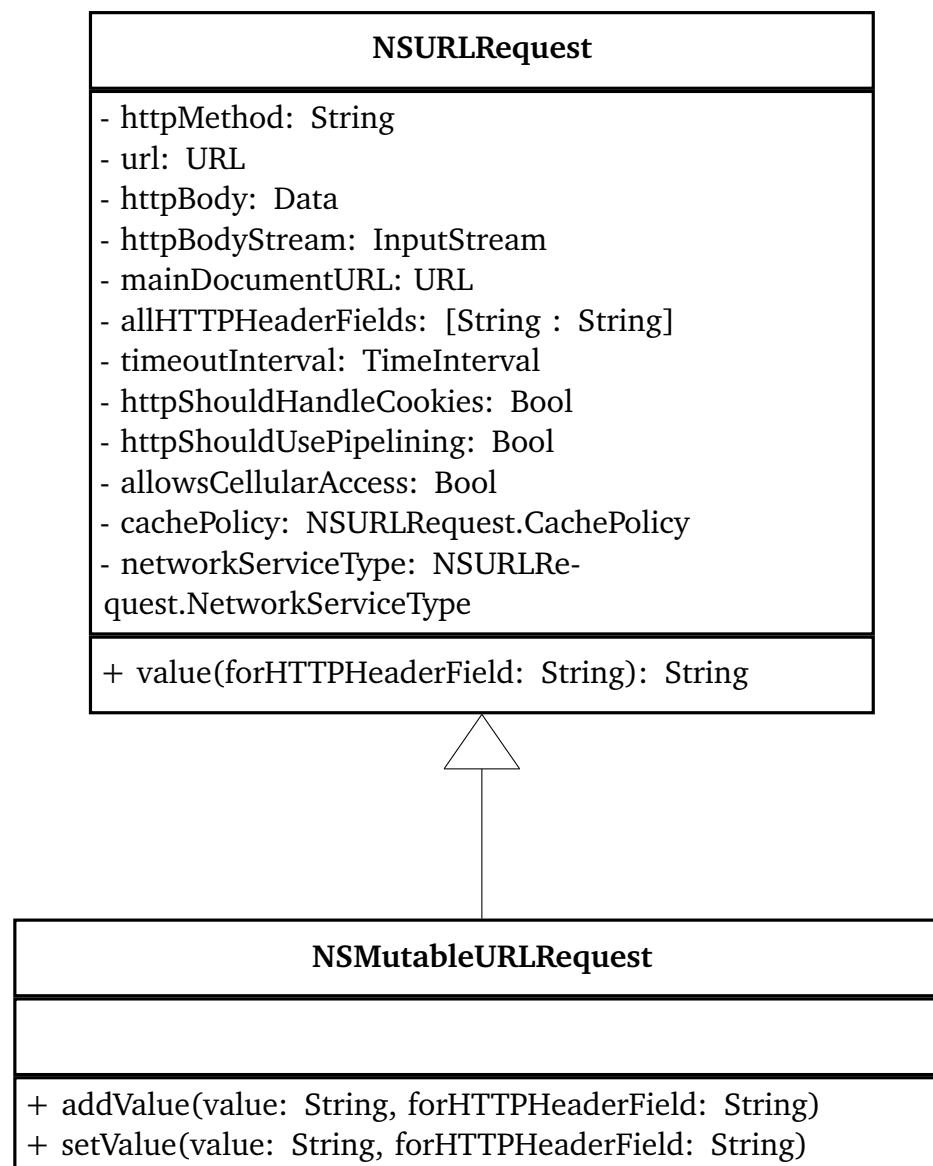 NSURLRequest
- httpMethod: String
- url: URL
- httpBody: Data
- httpBodyStream: InputStream
- mainDocumentURL: URL
- allHTTPHeaderFields: [String : String]
- timeoutInterval: TimeInterval
- httpShouldHandleCookies: Bool
- httpShouldUsePipelining: Bool
- allowsCellularAccess: Bool
- cachePolicy: NSURLRequest.CachePolicy
- networkServiceType: NSURLRe-
quest.NetworkServiceType
+ value(forHTTPHeaderField: String): String
NSMutableURLRequest
+ addValue(value: String, forHTTPHeaderField: String)
+ setValue(value: String, forHTTPHeaderField: String)